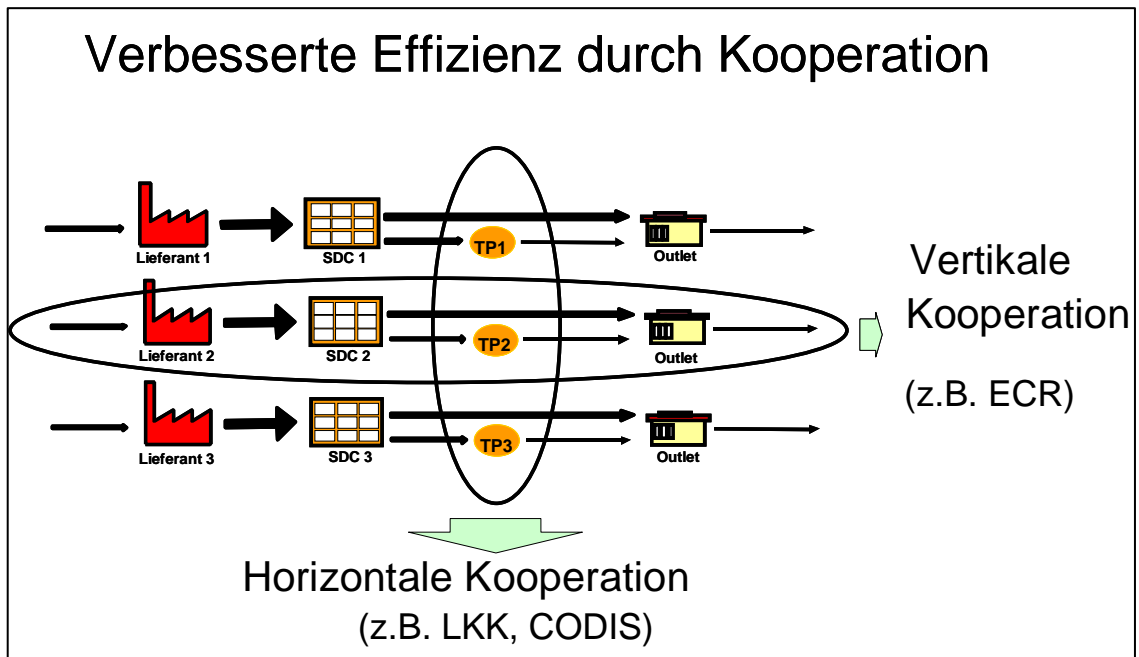 Verbesserte Effizienz durch Kooperation
Lieferant 1
SDC 1
TP1
Outlet
Lieferant 2
SDC 2
TP2
Outlet
Lieferant 3
SDC 3
TP3
Outlet
Vertikale
Kooperation
(z.B. ECR)
Horizontale Kooperation
(z.B. LKK, CODIS)